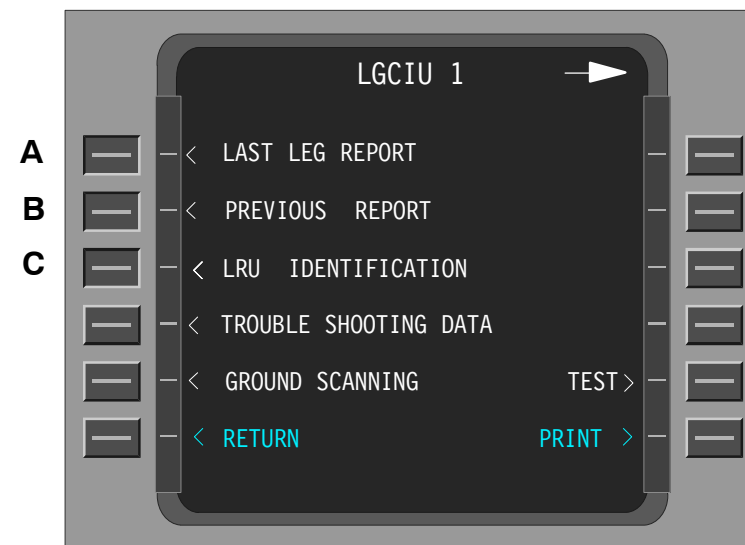 LGCIU 1
A < LAST LEG REPORT
B < PREVIOUS REPORT
C < LRU IDENTIFICATION
< TROUBLE SHOOTING DATA
< GROUND SCANNING TEST >
< RETURN PRINT >